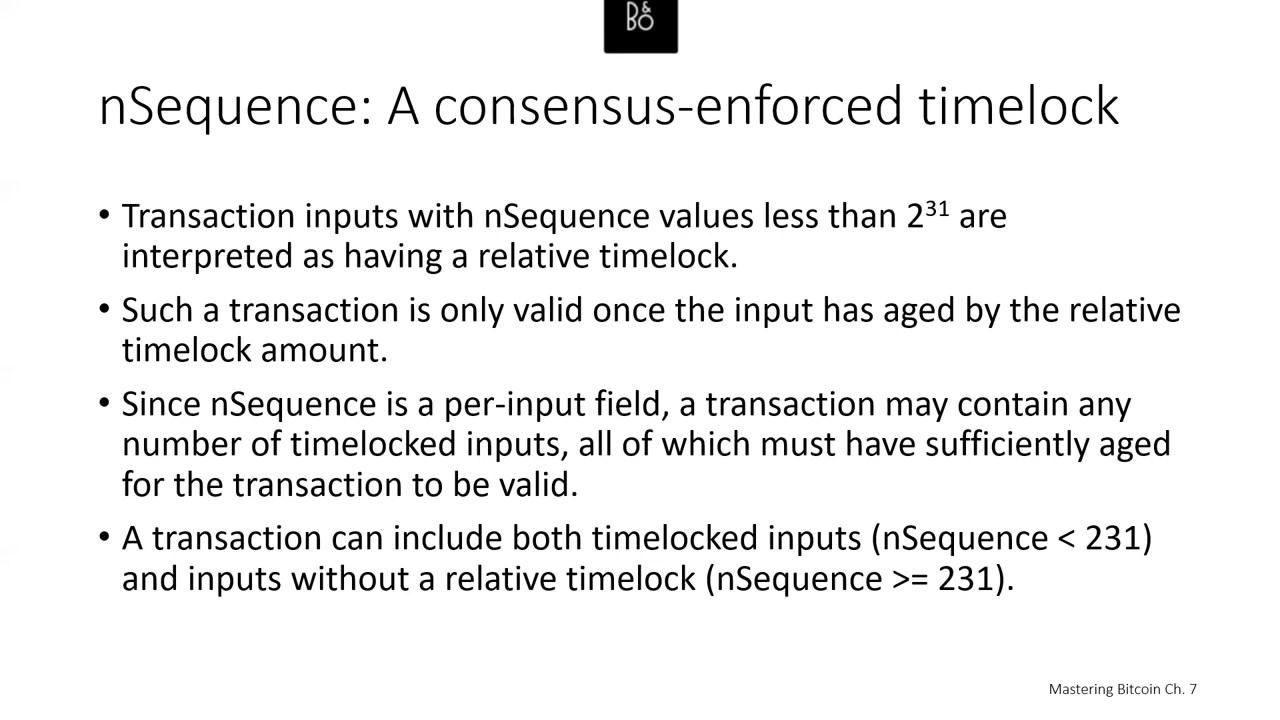 B&O
nSequence: A consensus-enforced timelock
• Transaction inputs with nSequence values less than 2³¹ are
interpreted as having a relative timelock.
• Such a transaction is only valid once the input has aged by the relative
timelock amount.
• Since nSequence is a per-input field, a transaction may contain any
number of timelocked inputs, all of which must have sufficiently aged
for the transaction to be valid.
• A transaction can include both timelocked inputs (nSequence < 231)
and inputs without a relative timelock (nSequence >= 231).
Mastering Bitcoin Ch. 7